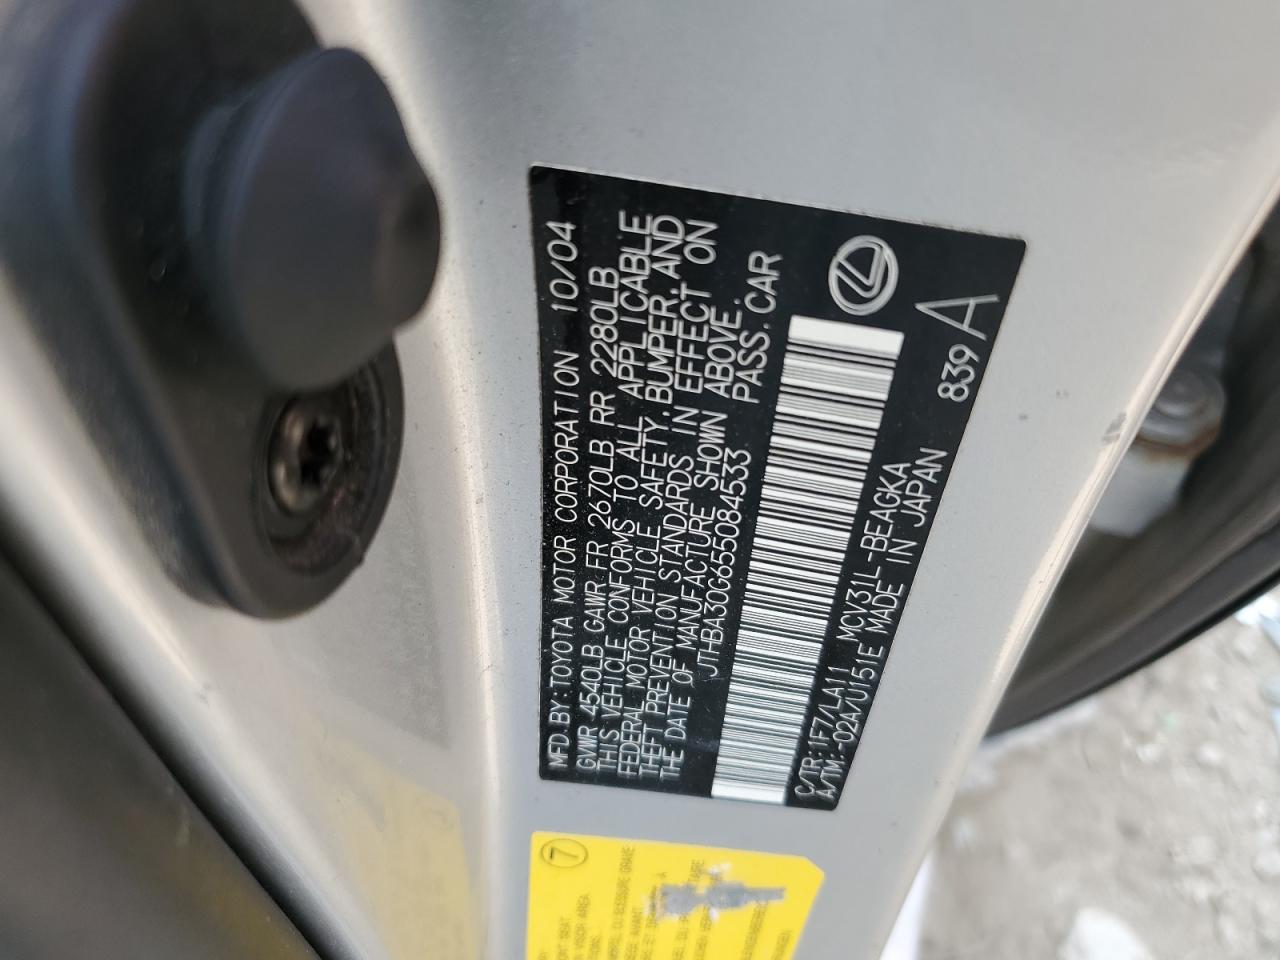 MFD BY: TOYOTA MOTOR CORPORATION 10/04
GVWR 4540LB GAWR FR 2670LB RR 2280LB
THIS VEHICLE CONFORMS TO ALL APPLICABLE
FEDERAL MOTOR VEHICLE SAFETY, BUMPER, AND
THEFT PREVENTION STANDARDS IN EFFECT ON
THE DATE OF MANUFACTURE SHOWN ABOVE.
JTHBA30G655084533 PASS. CAR
C/TR: 1F7/LA11 MCV31L-BEAGKA 839 A
A/TM: -02A/U151E MADE IN JAPAN
7